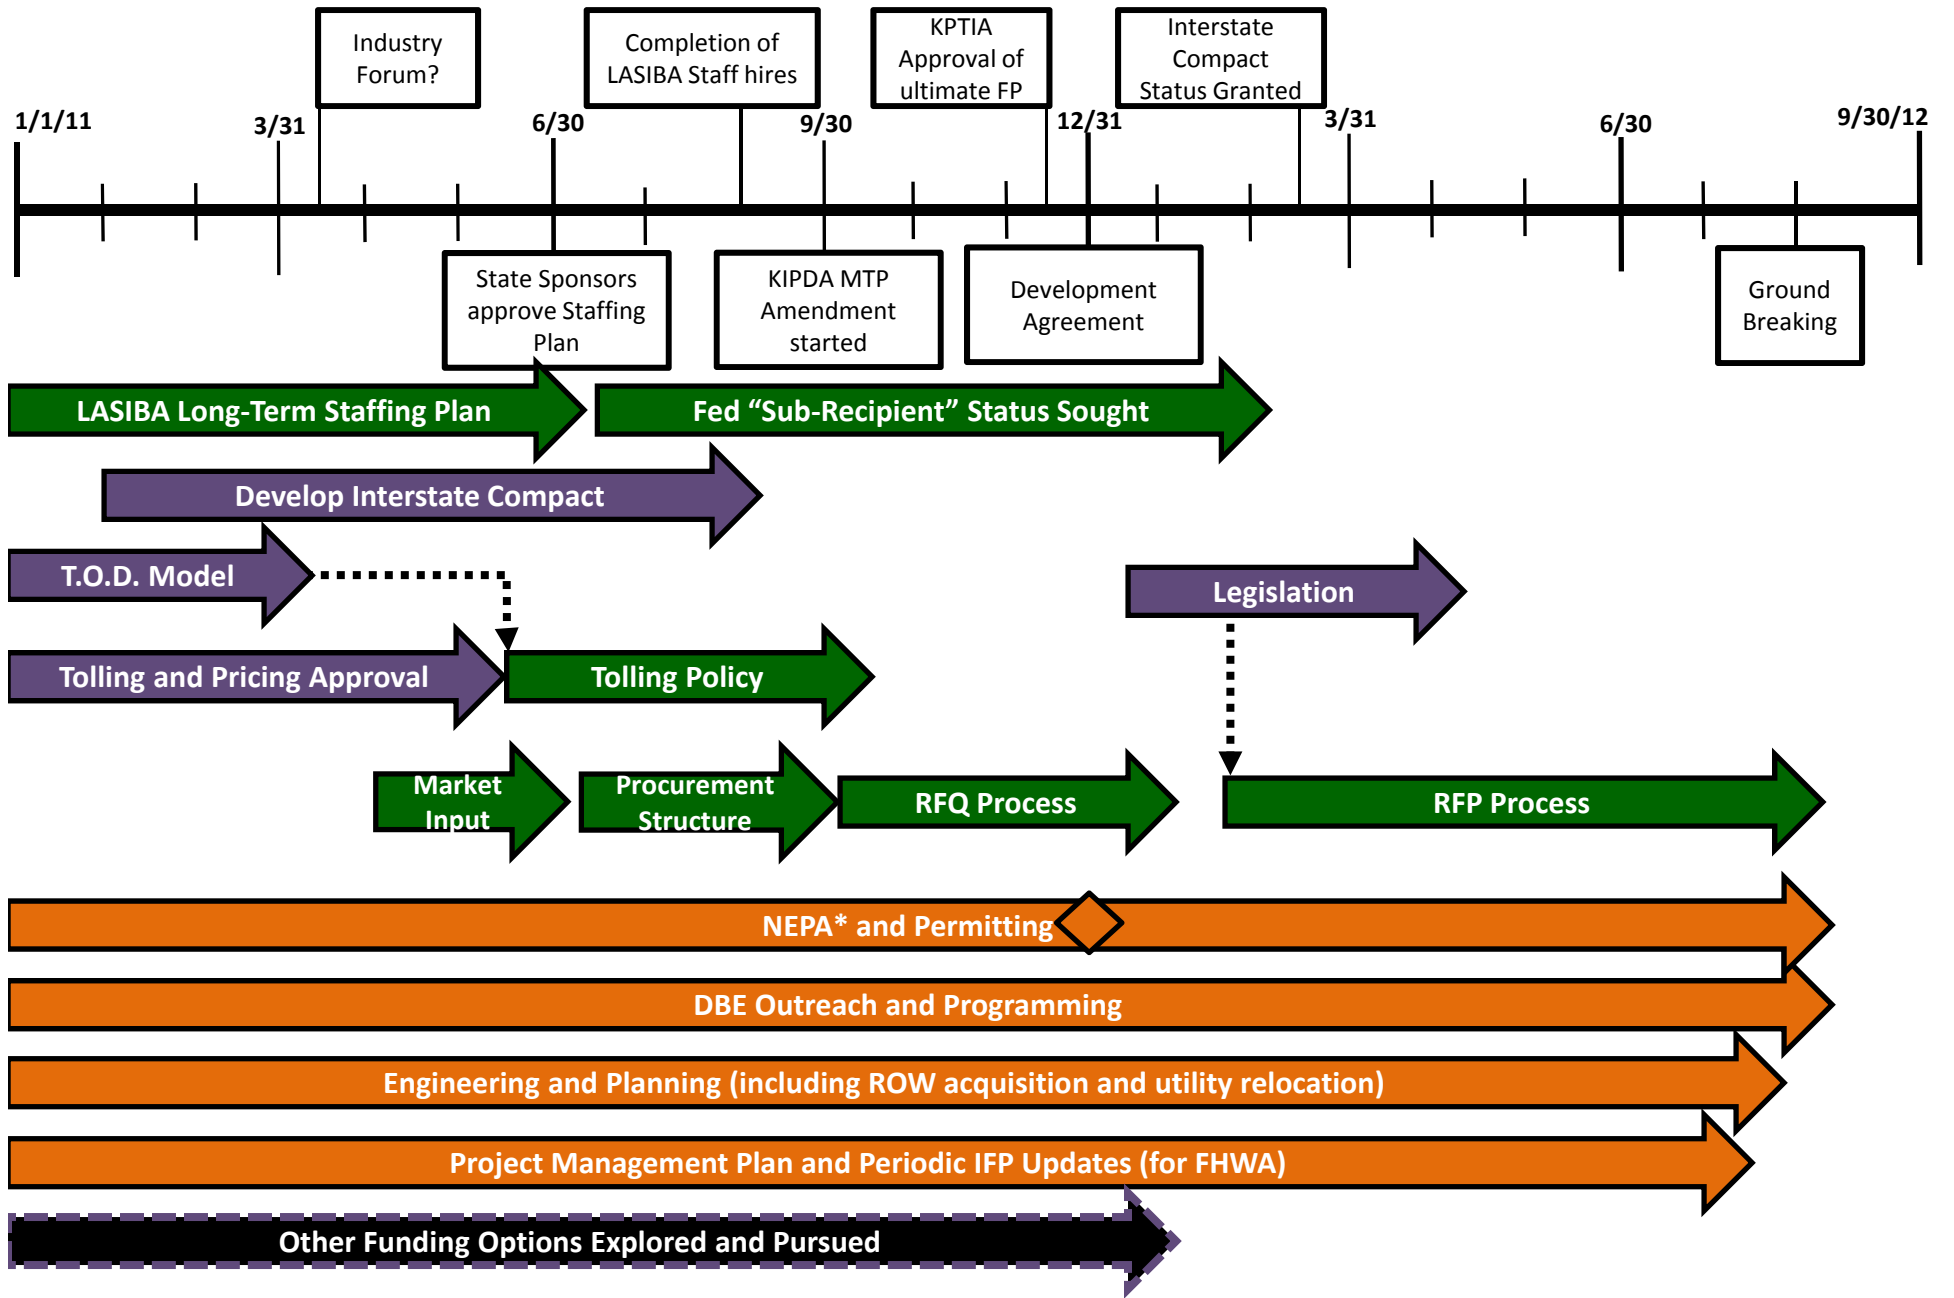 Industry
Forum?
Completion of
LASIBA Staff hires
KPTIA
Approval of
ultimate FP
Interstate
Compact
Status Granted
1/1/11
3/31
6/30
9/30
12/31
3/31
6/30
9/30/12
State Sponsors
approve Staffing
Plan
KIPDA MTP
Amendment
started
Development
Agreement
Ground
Breaking
LASIBA Long-Term Staffing Plan
Fed “Sub-Recipient” Status Sought
Develop Interstate Compact
T.O.D. Model
Legislation
Tolling and Pricing Approval
Tolling Policy
Market
Input
Procurement
Structure
RFQ Process
RFP Process
NEPA* and Permitting
DBE Outreach and Programming
Engineering and Planning (including ROW acquisition and utility relocation)
Project Management Plan and Periodic IFP Updates (for FHWA)
Other Funding Options Explored and Pursued